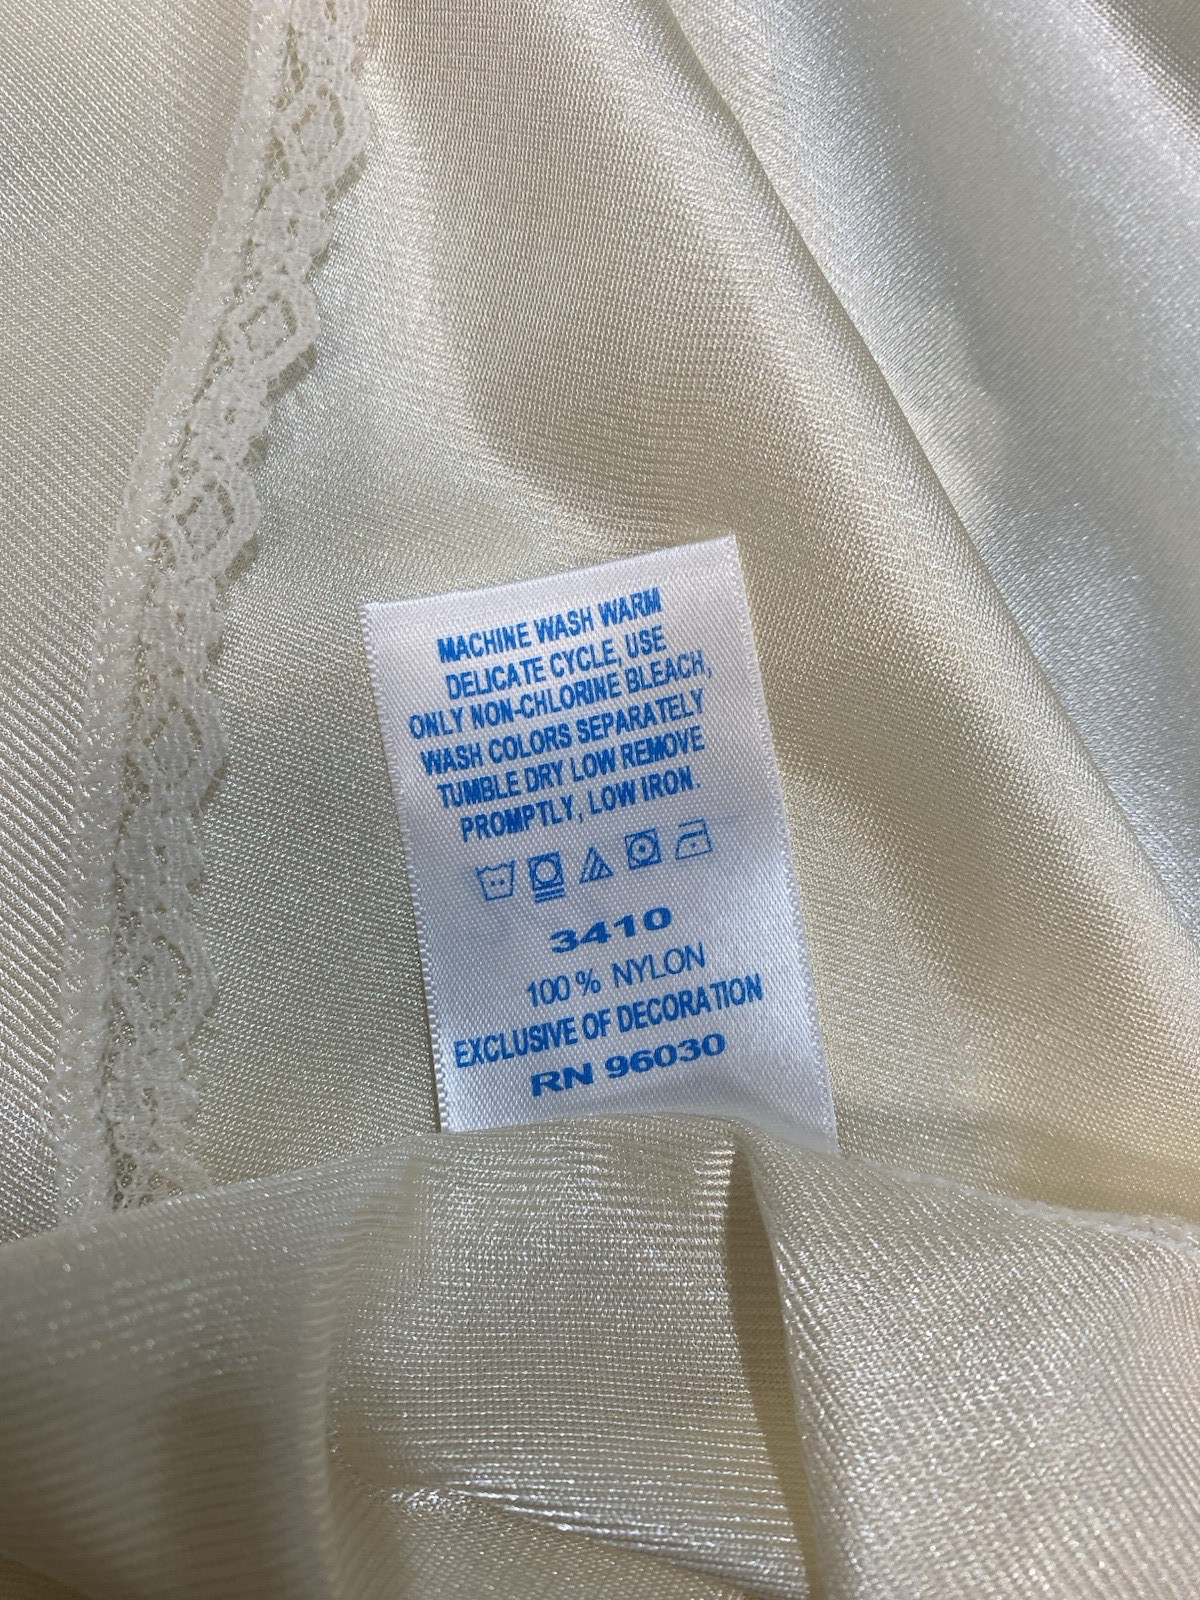 MACHINE WASH WARM
DELICATE CYCLE, USE
ONLY NON-CHLORINE BLEACH,
WASH COLORS SEPARATELY
TUMBLE DRY LOW REMOVE
PROMPTLY, LOW IRON.
3410
100% NYLON
EXCLUSIVE OF DECORATION
RN 96030